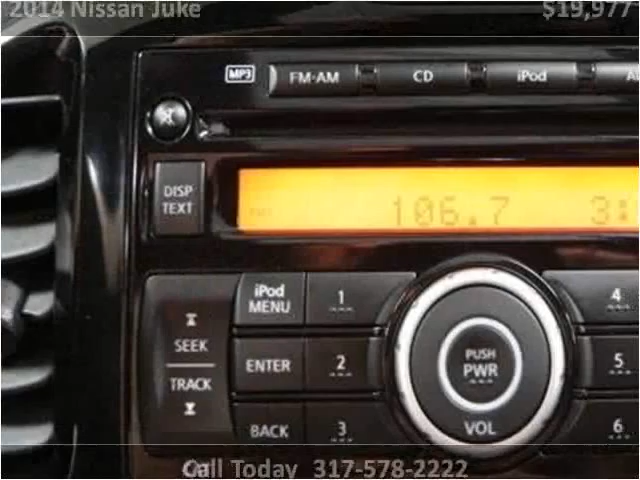 2014 Nissan Juke $19,977
MP3 FM·AM CD iPod
DISP
TEXT
106.7 3:
iPod
MENU
1
4
SEEK
ENTER
2
PUSH
PWR
5
TRACK
BACK
3
VOL
6
Call Today 317-578-2222